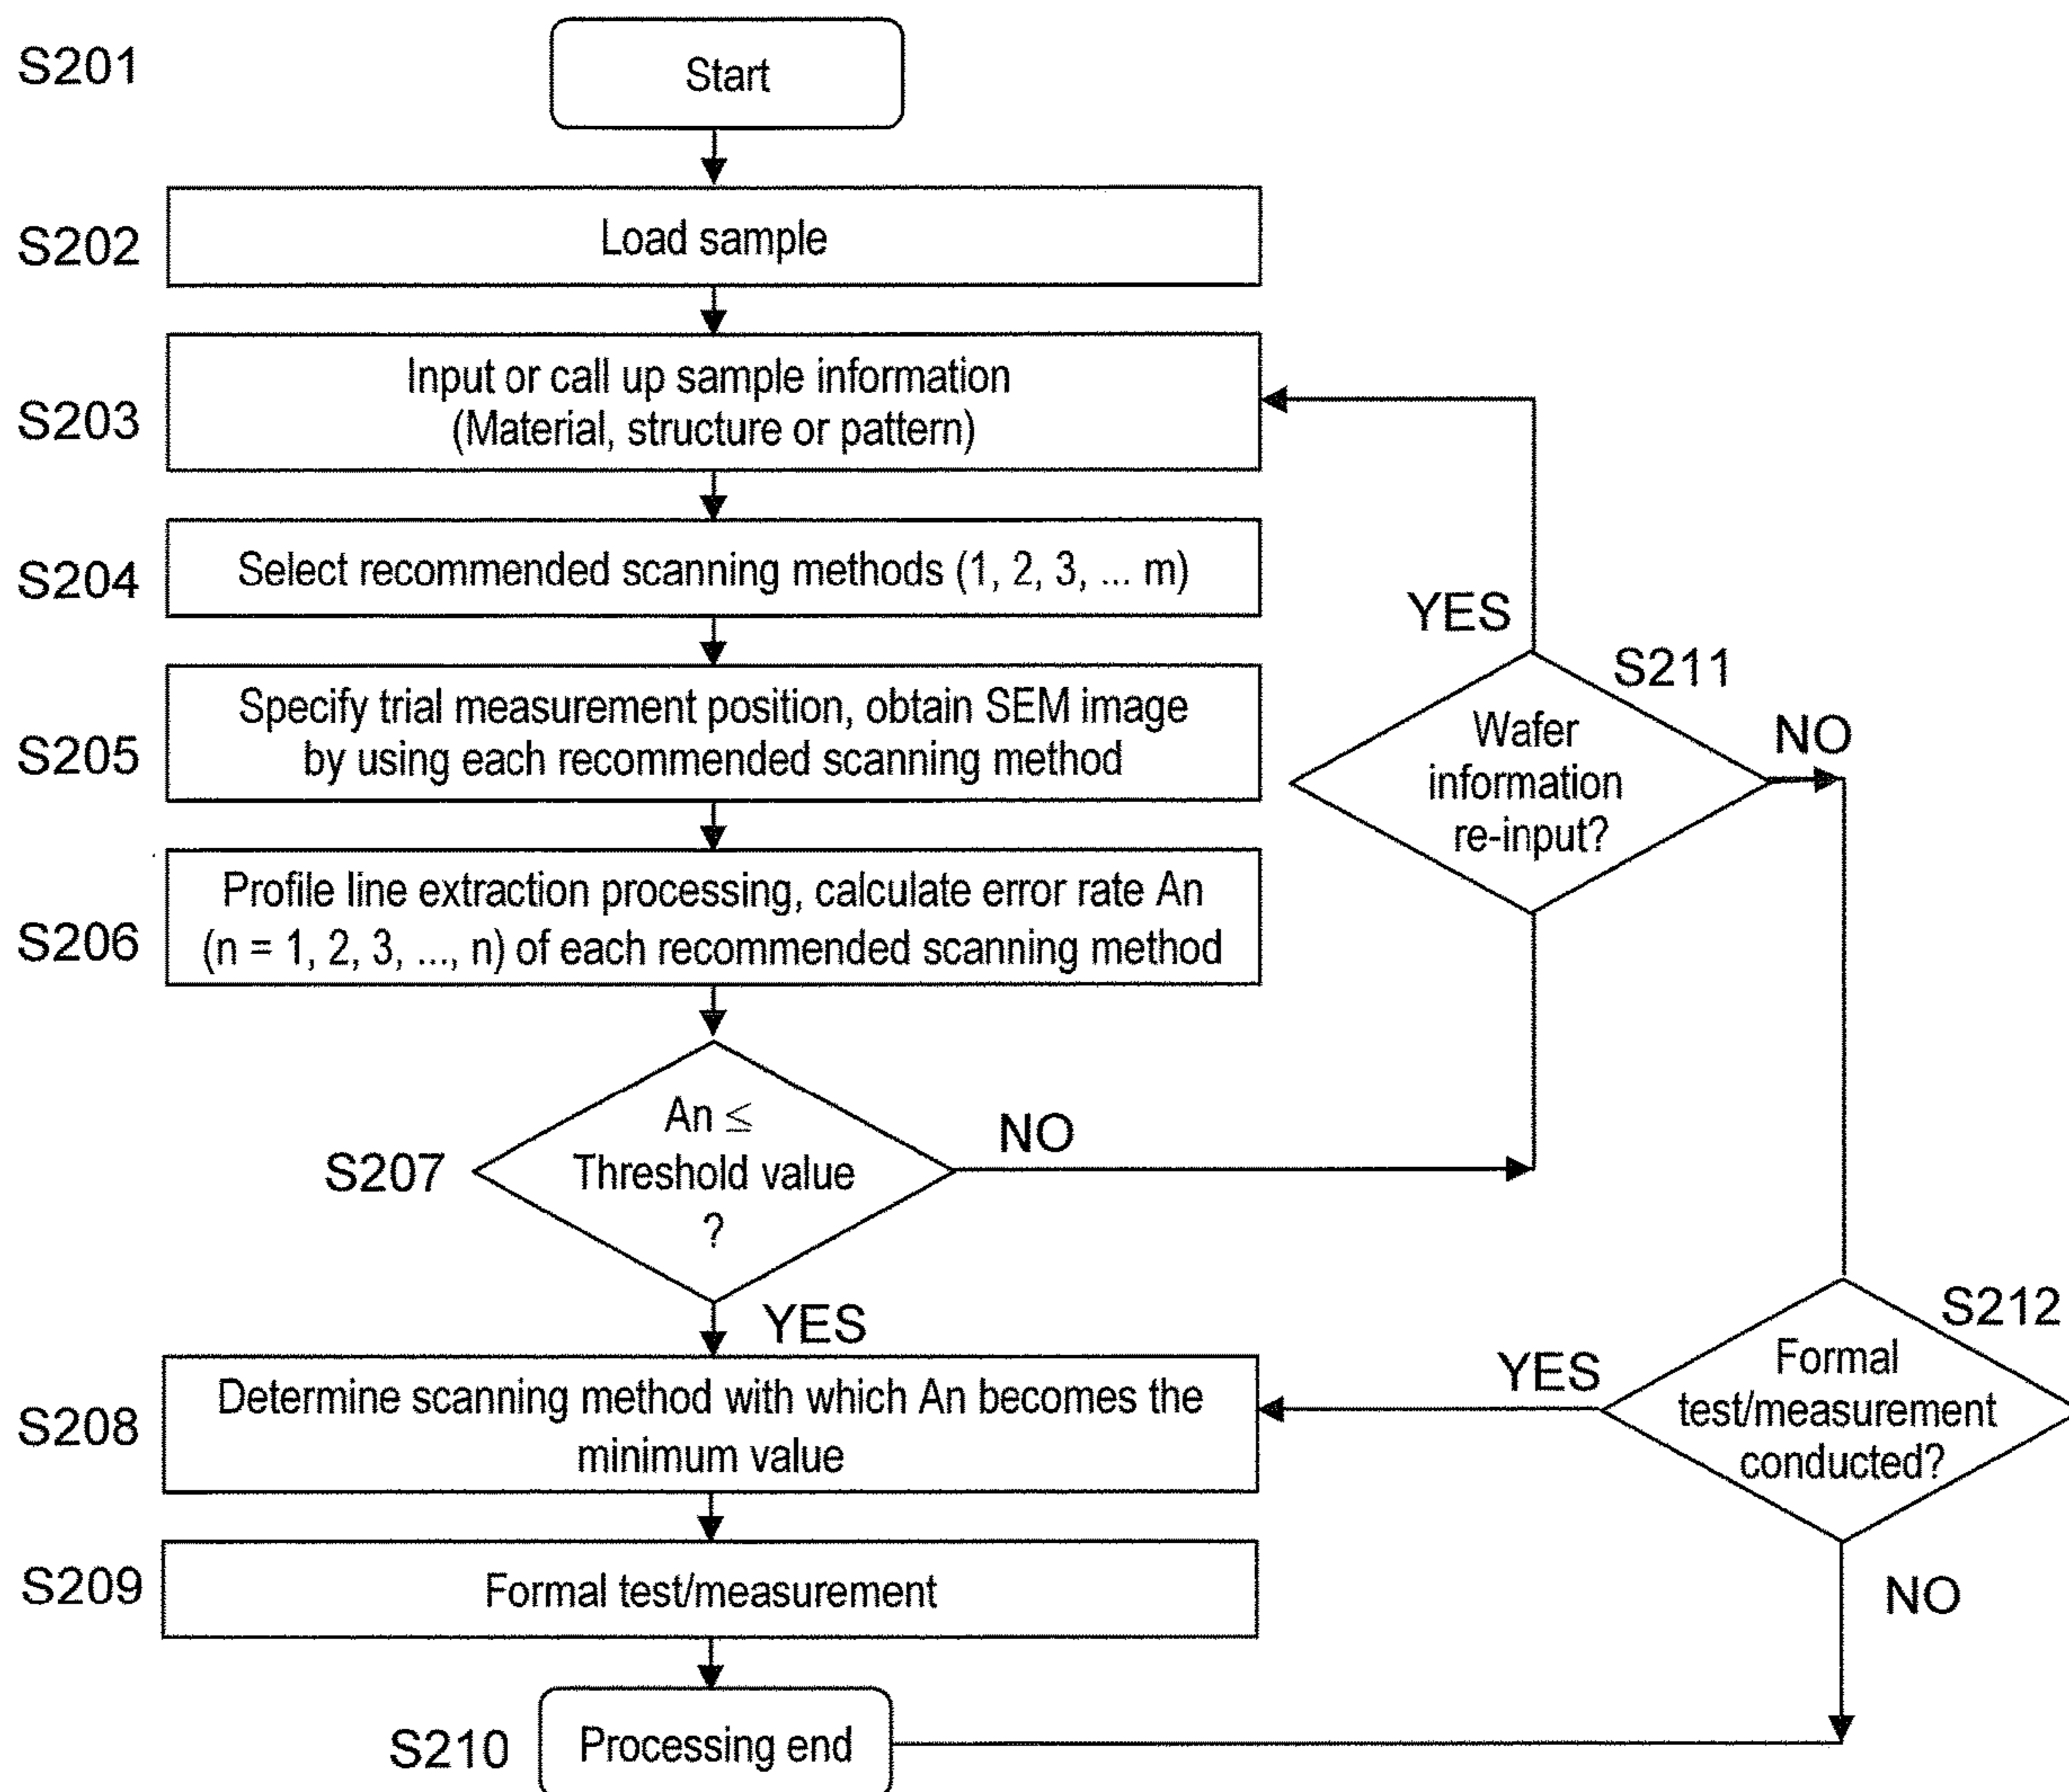 S201
Start
S202
Load sample
S203
Input or call up sample information
(Material, structure or pattern)
S204
Select recommended scanning methods (1, 2, 3, ... m)
S205
Specify trial measurement position, obtain SEM image
by using each recommended scanning method
S206
Profile line extraction processing, calculate error rate An
(n = 1, 2, 3, ..., n) of each recommended scanning method
S207
An ≤
Threshold value
?
NO
YES
S208
Determine scanning method with which An becomes the
minimum value
S209
Formal test/measurement
S210
Processing end
YES
S211
Wafer
information
re-input?
NO
S212
Formal
test/measurement
conducted?
YES
NO